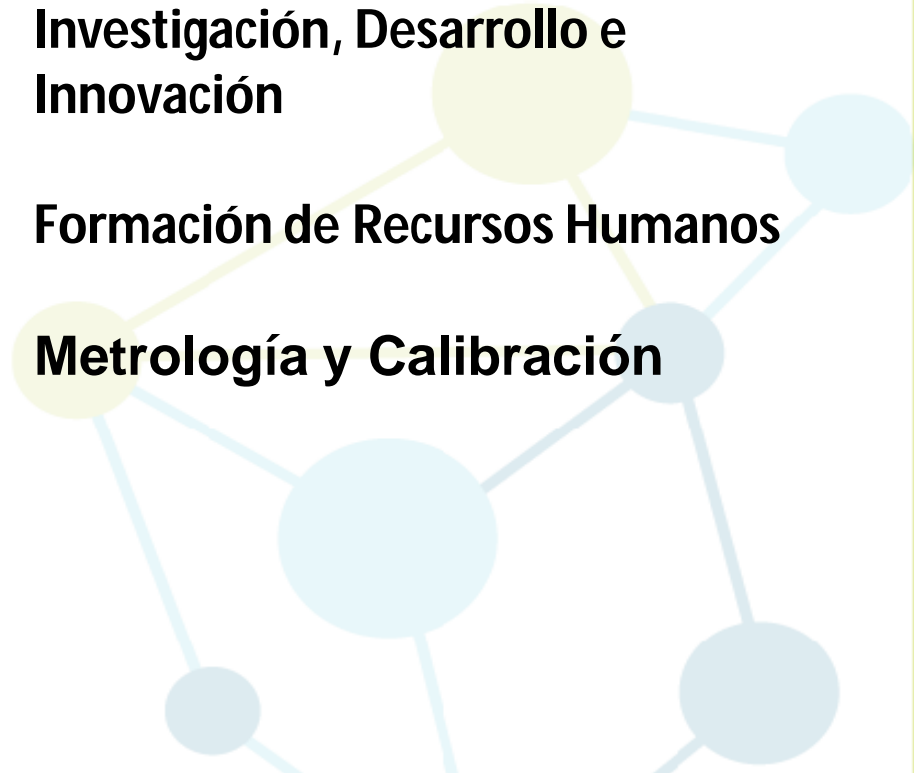 Investigación, Desarrollo e
Innovación
Formación de Recursos Humanos
Metrología y Calibración